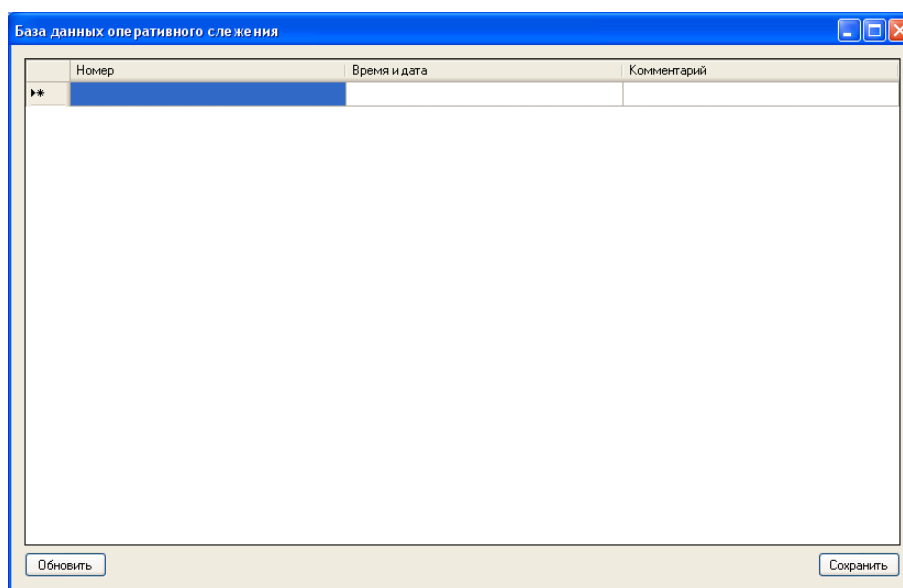 База данных оперативного слежения
Номер Время и дата Комментарий
Обновить Сохранить